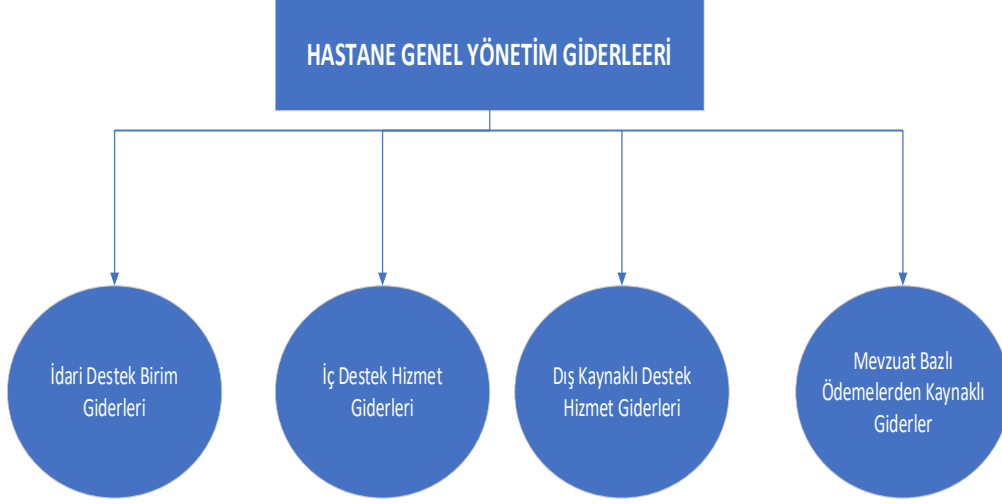 HASTANE GENEL YÖNETİM GİDERLEERİ
İdari Destek Birim
Giderleri
İç Destek Hizmet
Giderleri
Dış Kaynaklı Destek
Hizmet Giderleri
Mevzuat Bazlı
Ödemelerden Kaynaklı
Giderler